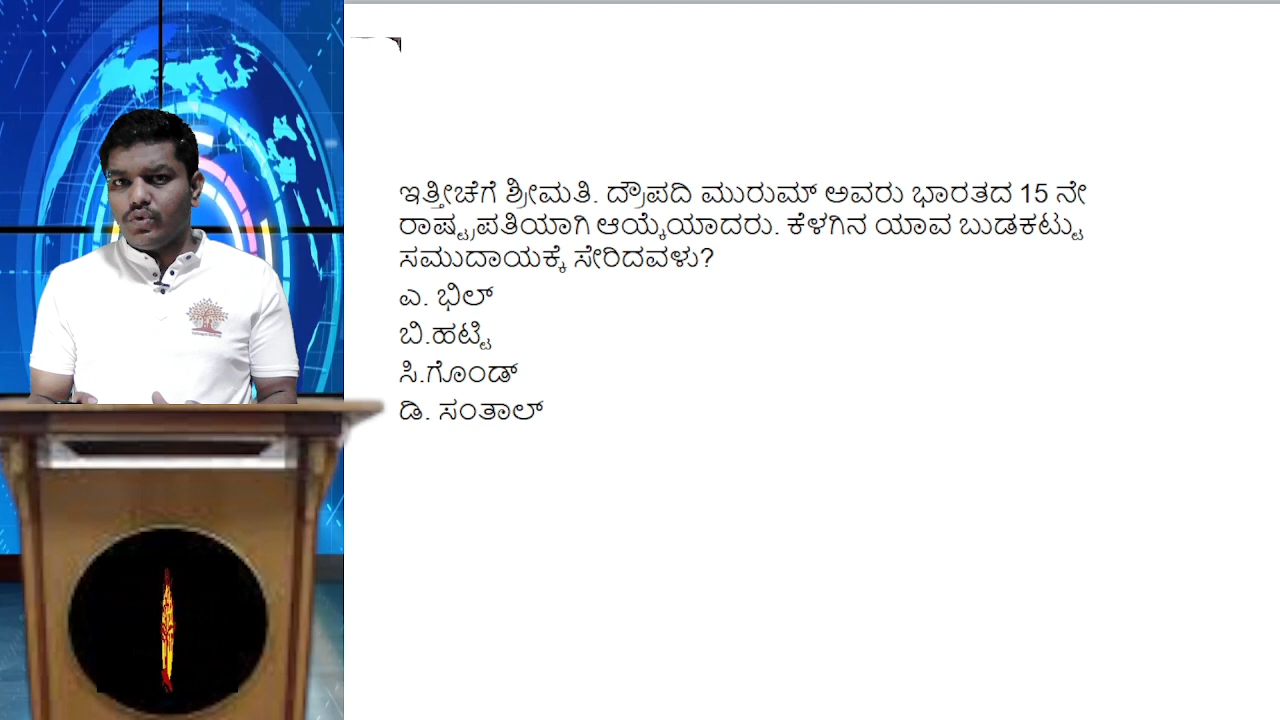 ಇತ್ತೀಚೆಗೆ ಶ್ರೀಮತಿ. ದ್ರೌಪದಿ ಮುರುಮ್ ಅವರು ಭಾರತದ 15 ನೇ
ರಾಷ್ಟ್ರಪತಿಯಾಗಿ ಆಯ್ಕೆಯಾದರು. ಕೆಳಗಿನ ಯಾವ ಬುಡಕಟ್ಟು
ಸಮುದಾಯಕ್ಕೆ ಸೇರಿದವಳು?
ಎ. ಭಿಲ್
ಬಿ.ಹಟ್ಟಿ
ಸಿ.ಗೊಂಡ್
ಡಿ. ಸಂತಾಲ್